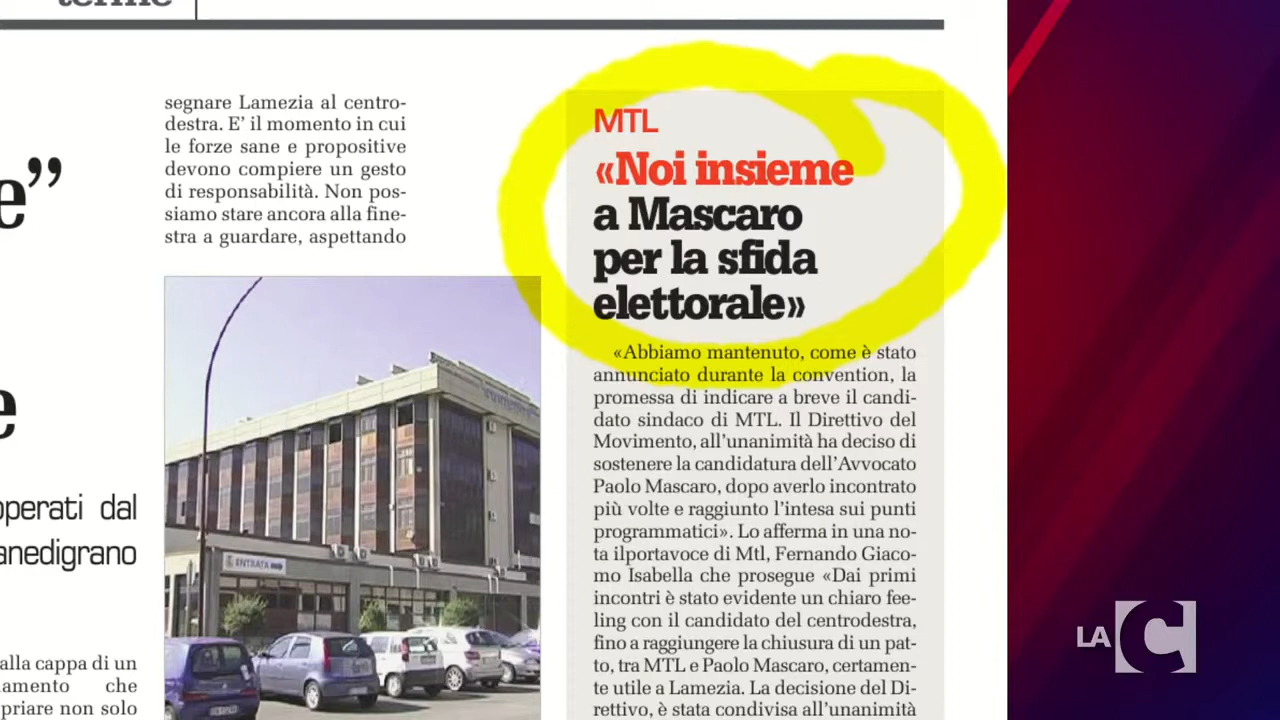 terme
segnare Lamezia al centro-
destra. E' il momento in cui
le forze sane e propositive
devono compiere un gesto
di responsabilità. Non pos-
siamo stare ancora alla fine-
stra a guardare, aspettando
e”
e
operati dal
anedigrano
alla cappa di un
amento che
priare non solo
ENTRATA
MTL
«Noi insieme
a Mascaro
per la sfida
elettorale»
«Abbiamo mantenuto, come è stato
annunciato durante la convention, la
promessa di indicare a breve il candi-
dato sindaco di MTL. Il Direttivo del
Movimento, all'unanimità ha deciso di
sostenere la candidatura dell'Avvocato
Paolo Mascaro, dopo averlo incontrato
più volte e raggiunto l'intesa sui punti
programmatici». Lo afferma in una no-
ta ilportavoce di Mtl, Fernando Giaco-
mo Isabella che prosegue «Dai primi
incontri è stato evidente un chiaro fee-
ling con il candidato del centrodestra,
fino a raggiungere la chiusura di un pat-
to, tra MTL e Paolo Mascaro, certamen-
te utile a Lamezia. La decisione del Di-
rettivo, è stata condivisa all'unanimità
LA C